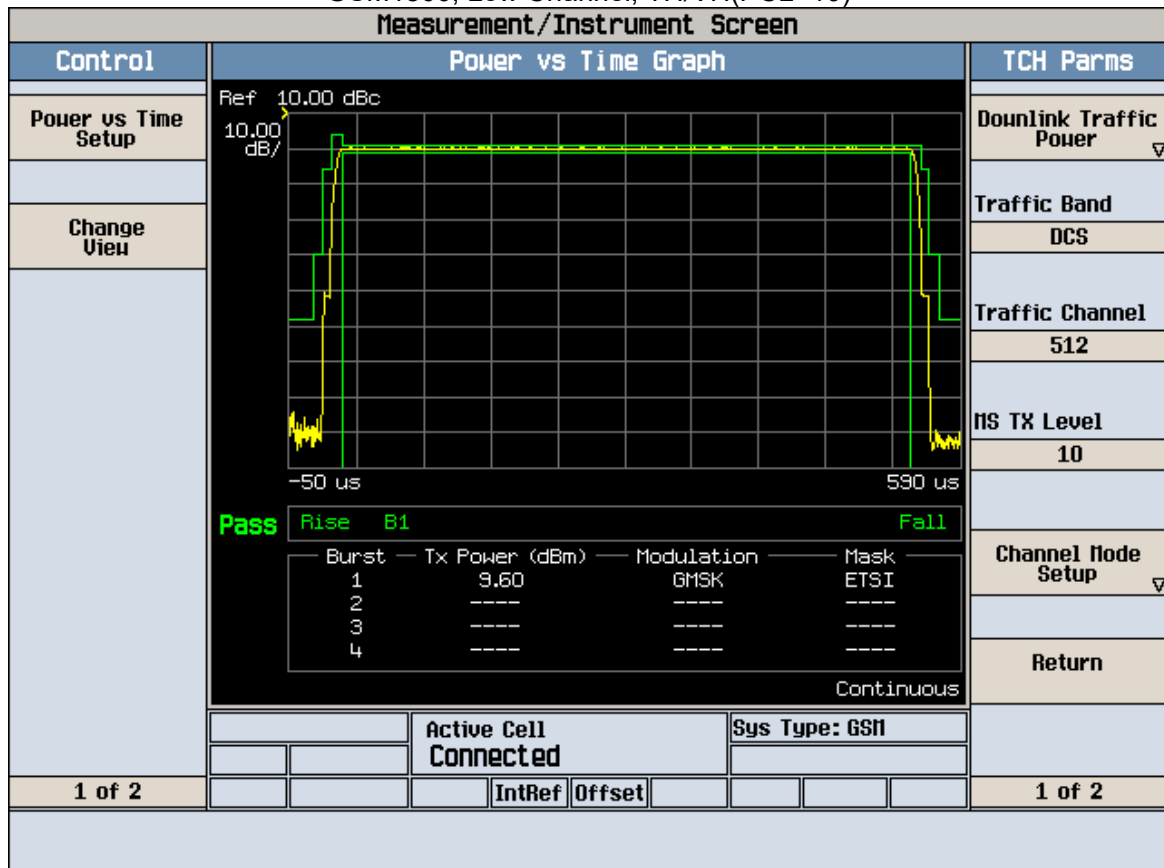 Measurement/Instrument Screen
Control
Power vs Time Graph
TCH Parms
Power vs Time
Setup
Change
View
1 of 2
Ref 10.00 dBc
10.00
dB/
-50 us
590 us
Pass
Rise B1 Fall
Burst Tx Power (dBm) Modulation Mask
1 9.60 GMSK ETSI
2 ---- ---- ----
3 ---- ---- ----
4 ---- ---- ----
Continuous
Active Cell
Connected
Sys Type: GSM
IntRef Offset
Downlink Traffic
Power
Traffic Band
DCS
Traffic Channel
512
MS TX Level
10
Channel Mode
Setup
Return
1 of 2